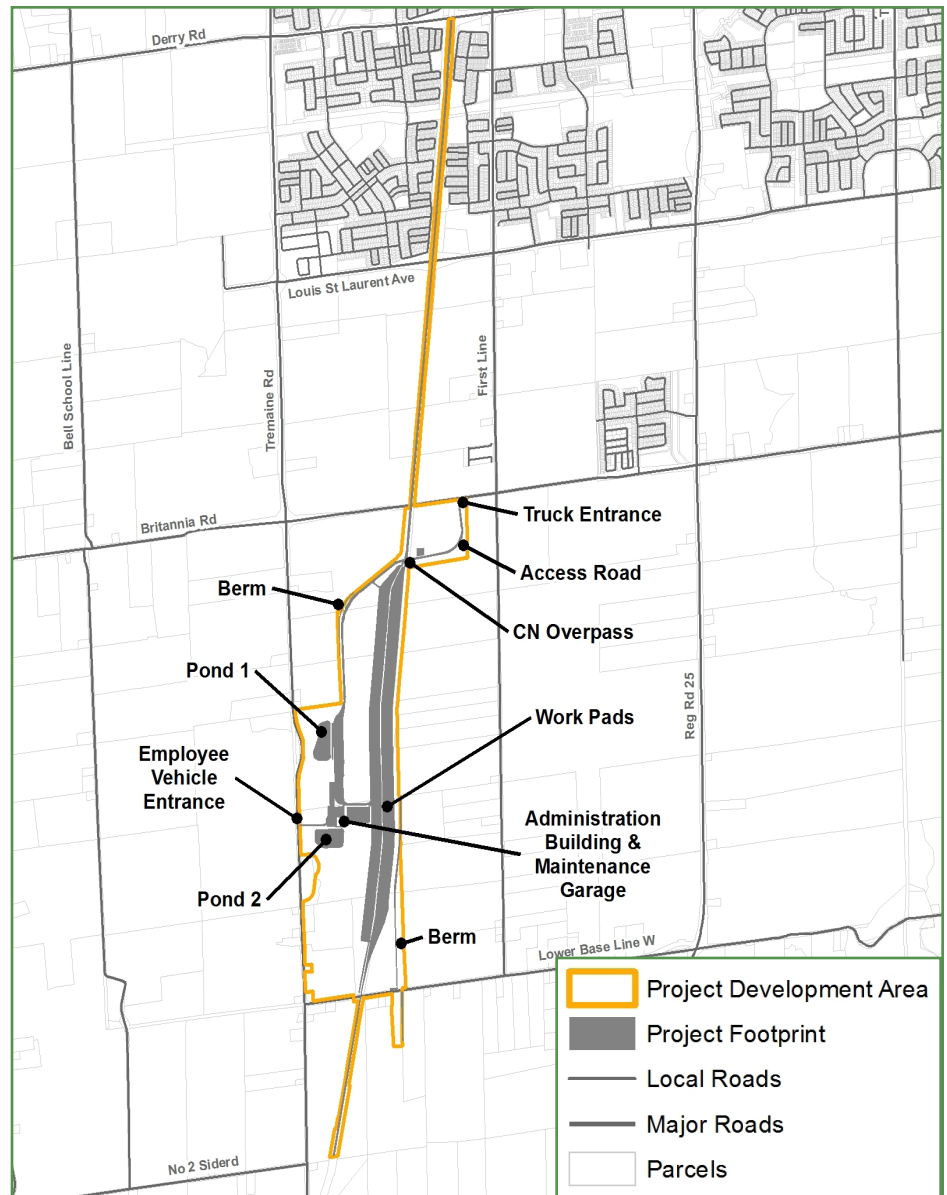 Derry Rd
Louis St Laurent Ave
Bell School Line
Tremaine Rd
First Line
Britannia Rd
Truck Entrance
Access Road
Berm
CN Overpass
Pond 1
Reg Rd 25
Work Pads
Employee
Vehicle
Entrance
Administration
Building &
Maintenance
Garage
Pond 2
Berm
Lower Base Line W
No 2 Siderd
Project Development Area
Project Footprint
Local Roads
Major Roads
Parcels